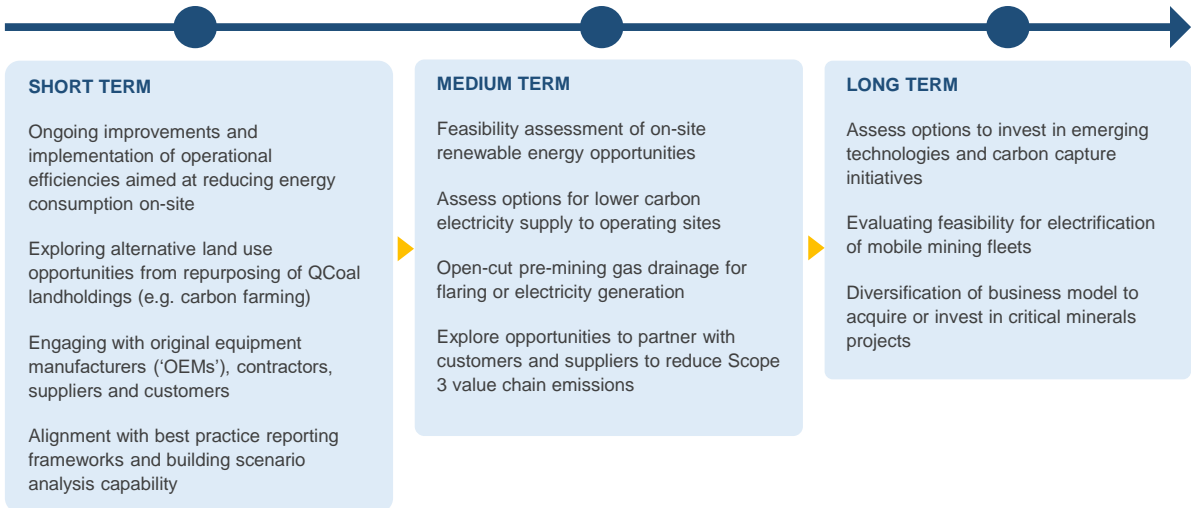 SHORT TERM
Ongoing improvements and
implementation of operational
efficiencies aimed at reducing energy
consumption on-site
Exploring alternative land use
opportunities from repurposing of QCoal
landholdings (e.g. carbon farming)
Engaging with original equipment
manufacturers (‘OEMs’), contractors,
suppliers and customers
Alignment with best practice reporting
frameworks and building scenario
analysis capability
MEDIUM TERM
Feasibility assessment of on-site
renewable energy opportunities
Assess options for lower carbon
electricity supply to operating sites
Open-cut pre-mining gas drainage for
flaring or electricity generation
Explore opportunities to partner with
customers and suppliers to reduce Scope
3 value chain emissions
LONG TERM
Assess options to invest in emerging
technologies and carbon capture
initiatives
Evaluating feasibility for electrification
of mobile mining fleets
Diversification of business model to
acquire or invest in critical minerals
projects